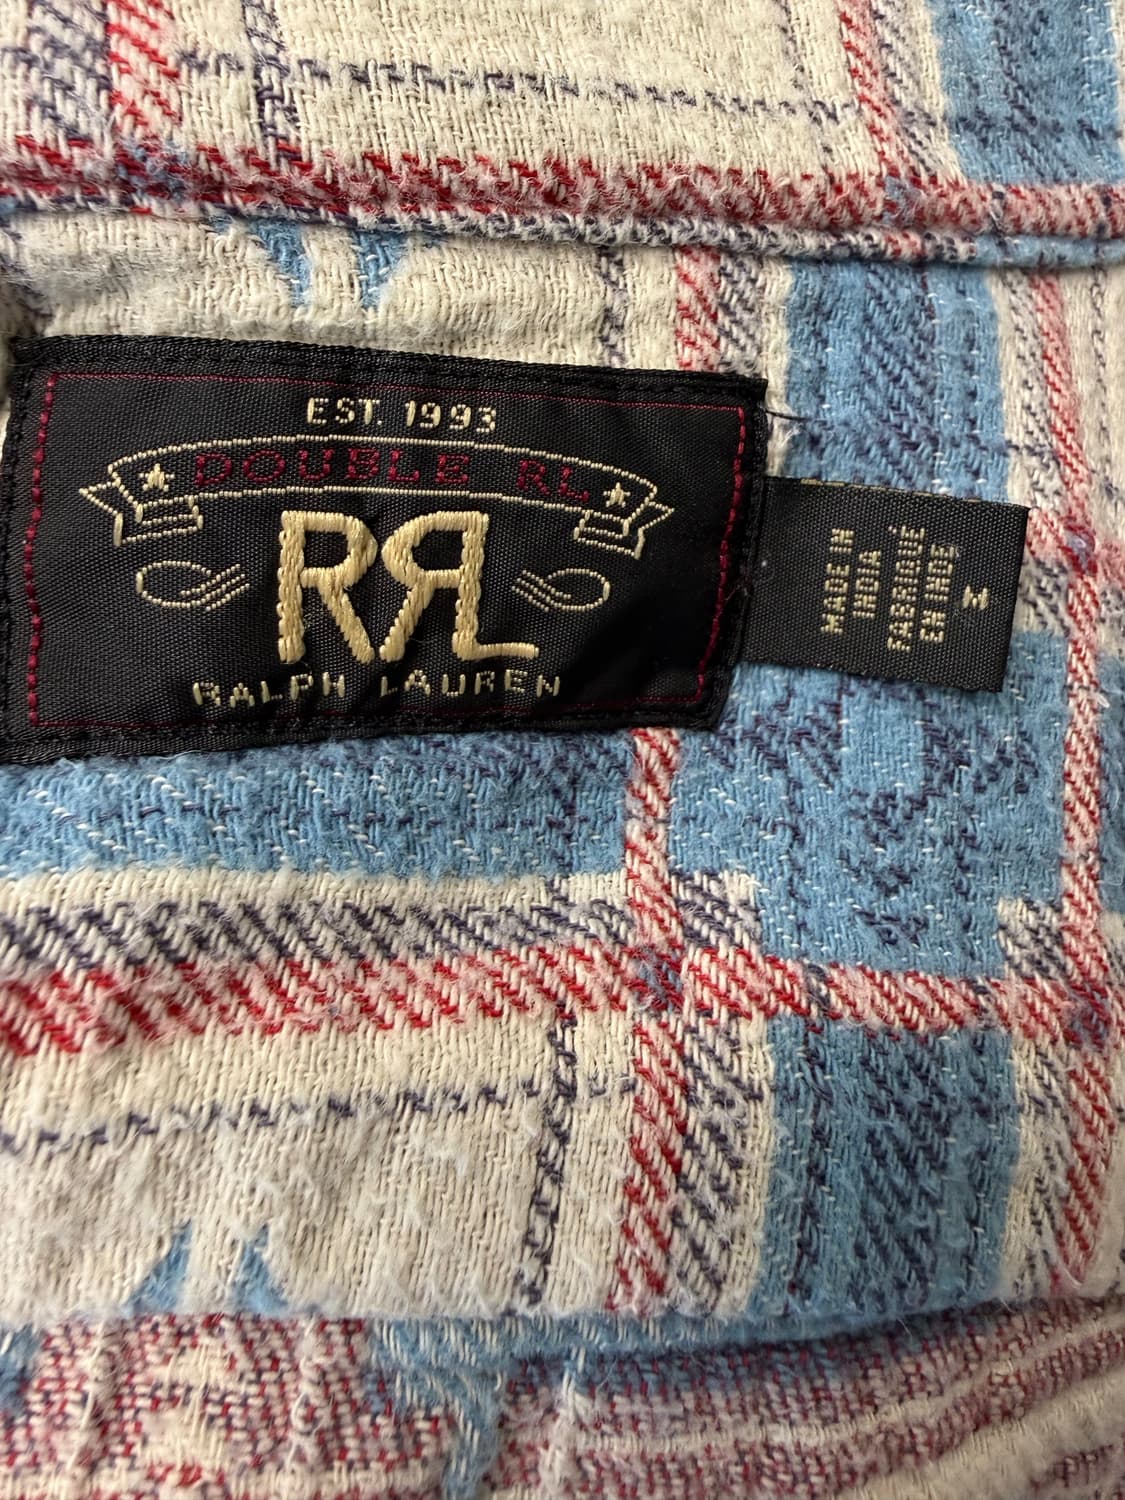 EST. 1993
DOUBLE RL
RRL
RALPH LAUREN
MADE IN
INDIA
FABRIQUÉ
EN INDE
M